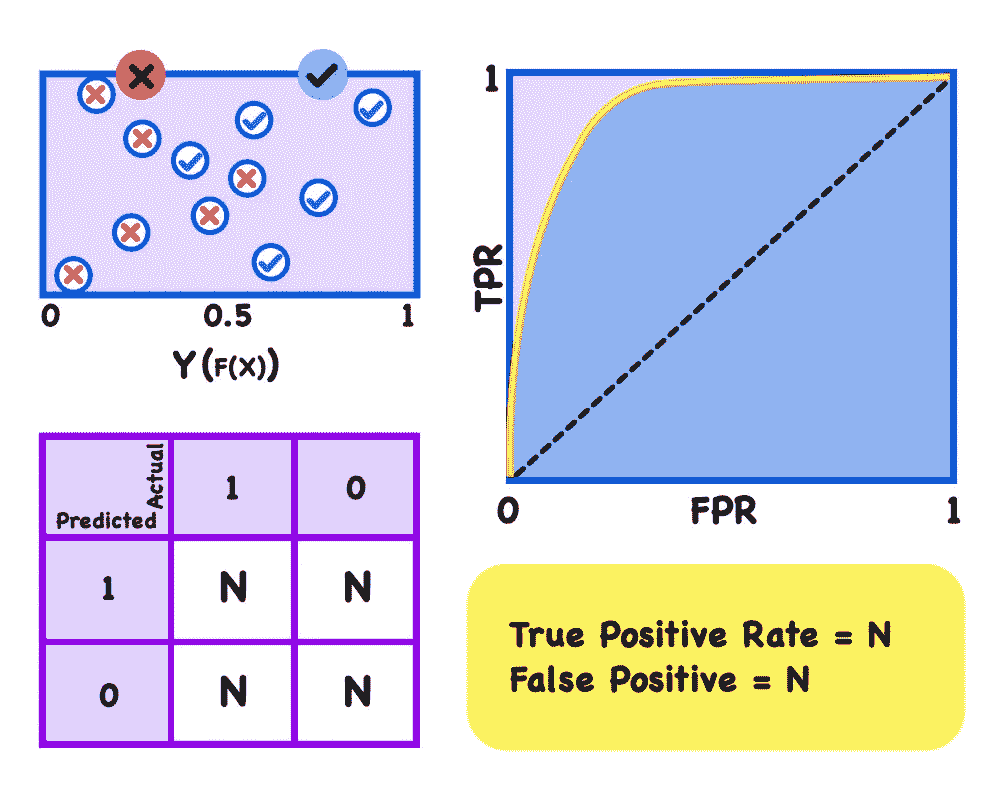 0 0.5 1
Y (F(X))
Actual
Predicted
1 0
1 N N
0 N N
1
TPR
0 FPR 1
True Positive Rate = N
False Positive = N